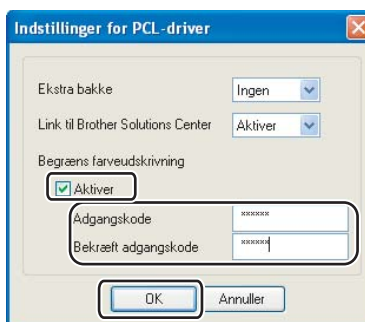 Indstillinger for PCL-driver
Ekstra bakke Ingen
Link til Brother Solutions Center Aktiver
Begræns farveudskrivning
Aktiver
Adgangskode ******
Bekræft adgangskode ******
OK Annuller